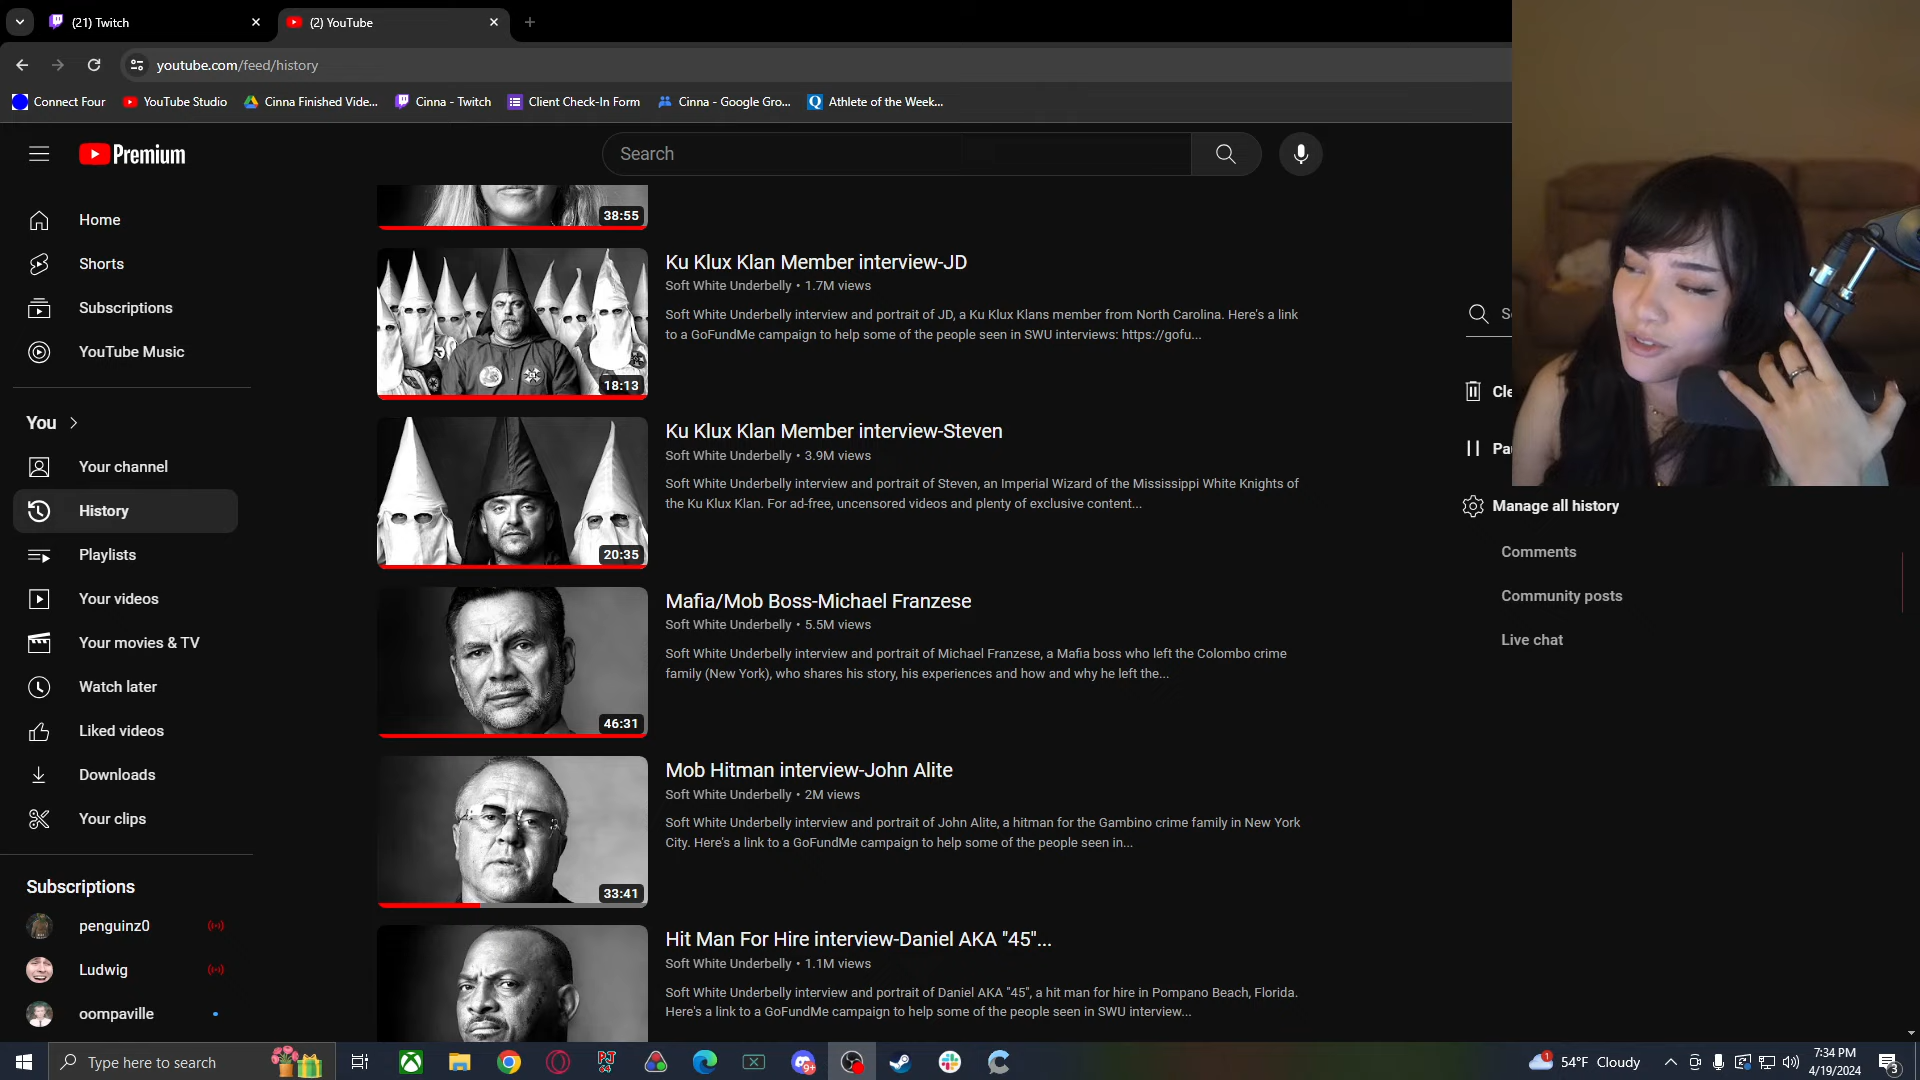 (21) Twitch
(2) YouTube
youtube.com/feed/history
Connect Four
YouTube Studio
Cinna Finished Vide...
Cinna - Twitch
Client Check-In Form
Cinna - Google Gro...
Athlete of the Week...
Premium
Search
Home
Shorts
Subscriptions
YouTube Music
You
Your channel
History
Playlists
Your videos
Your movies & TV
Watch later
Liked videos
Downloads
Your clips
Subscriptions
penguinz0
Ludwig
oompaville
38:55
Ku Klux Klan Member interview-JD
Soft White Underbelly • 1.7M views
Soft White Underbelly interview and portrait of JD, a Ku Klux Klans member from North Carolina. Here's a link
to a GoFundMe campaign to help some of the people seen in SWU interviews: https://gofu...
18:13
Ku Klux Klan Member interview-Steven
Soft White Underbelly • 3.9M views
Soft White Underbelly interview and portrait of Steven, an Imperial Wizard of the Mississippi White Knights of
the Ku Klux Klan. For ad-free, uncensored videos and plenty of exclusive content...
20:35
Mafia/Mob Boss-Michael Franzese
Soft White Underbelly • 5.5M views
Soft White Underbelly interview and portrait of Michael Franzese, a Mafia boss who left the Colombo crime
family (New York), who shares his story, his experiences and how and why he left the...
46:31
Mob Hitman interview-John Alite
Soft White Underbelly • 2M views
Soft White Underbelly interview and portrait of John Alite, a hitman for the Gambino crime family in New York
City. Here's a link to a GoFundMe campaign to help some of the people seen in...
33:41
Hit Man For Hire interview-Daniel AKA "45"...
Soft White Underbelly • 1.1M views
Soft White Underbelly interview and portrait of Daniel AKA "45", a hit man for hire in Pompano Beach, Florida.
Here's a link to a GoFundMe campaign to help some of the people seen in SWU interview...
S
Cle
Pau
Manage all history
Comments
Community posts
Live chat
Type here to search
PJ
64
9+
1
54°F Cloudy
7:34 PM
4/19/2024
3